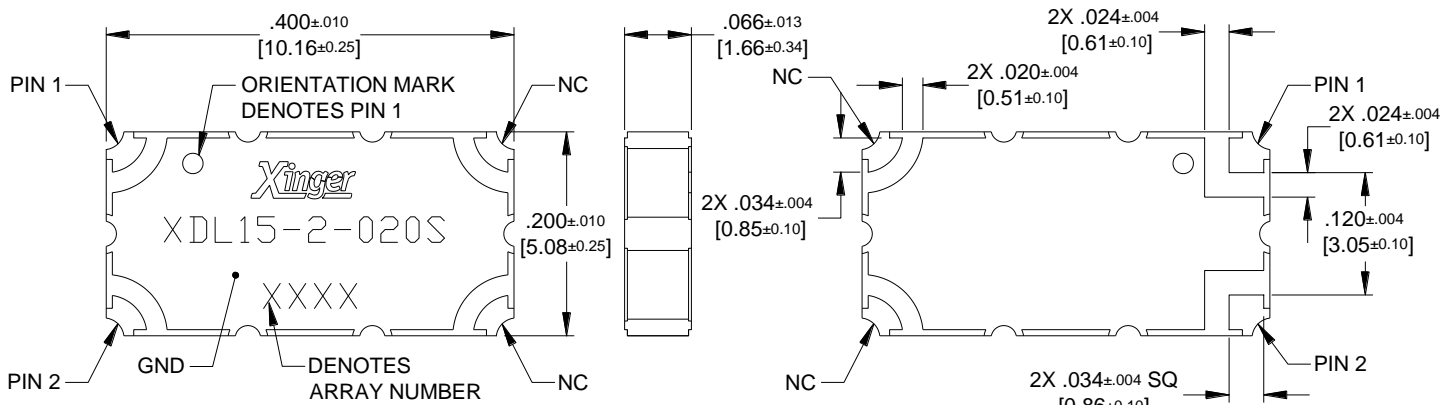 .400±.010
[10.16±0.25]
.066±.013
[1.66±0.34]
2X .024±.004
[0.61±0.10]
PIN 1
ORIENTATION MARK
DENOTES PIN 1
NC
NC
2X .020±.004
[0.51±0.10]
PIN 1
2X .024±.004
[0.61±0.10]
Xinger
XDL15-2-020S
.200±.010
[5.08±0.25]
2X .034±.004
[0.85±0.10]
.120±.004
[3.05±0.10]
XXXX
PIN 2
GND
DENOTES
ARRAY NUMBER
NC
NC
2X .034±.004 SQ
[0.86±0.10]
PIN 2